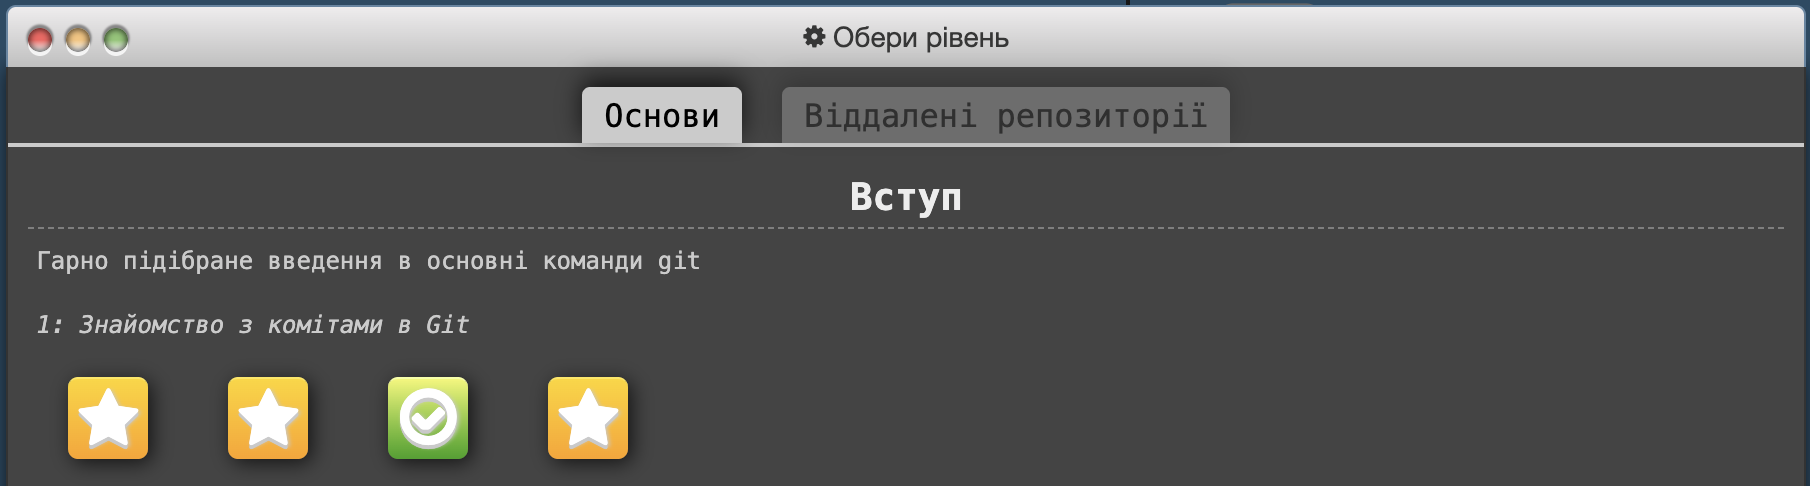 Обери рівень
Основи
Віддалені репозиторії
Вступ
Гарно підібране введення в основні команди git
1: Знайомство з комітами в Git